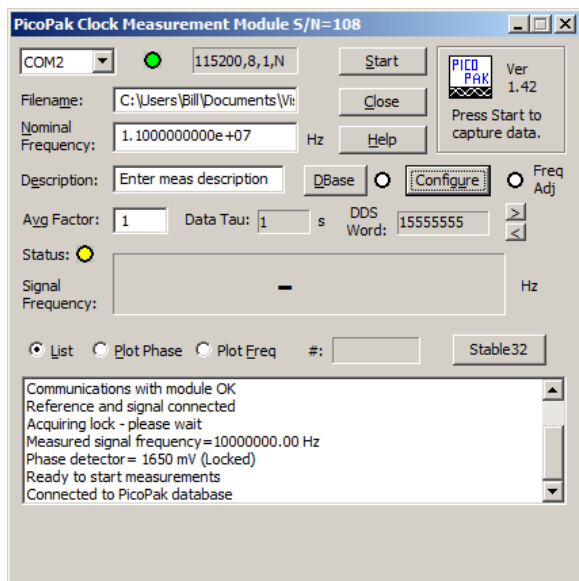 PicoPak Clock Measurement Module S/N=108
COM2
115200,8,1,N
Start
PICO
PAK
Ver
1.42
Press Start to
capture data.
Filename:
C:\Users\Bill\Documents\Vi
Close
Nominal
Frequency:
1.1000000000e+07
Hz
Help
Description:
Enter meas description
DBase
Configure
Freq
Adj
Avg Factor:
1
Data Tau:
1
s
DDS
Word:
15555555
>
<
Status:
Signal
Frequency:
-
Hz
List
Plot Phase
Plot Freq
#:
Stable32
Communications with module OK
Reference and signal connected
Acquiring lock - please wait
Measured signal frequency=10000000.00 Hz
Phase detector= 1650 mV (Locked)
Ready to start measurements
Connected to PicoPak database